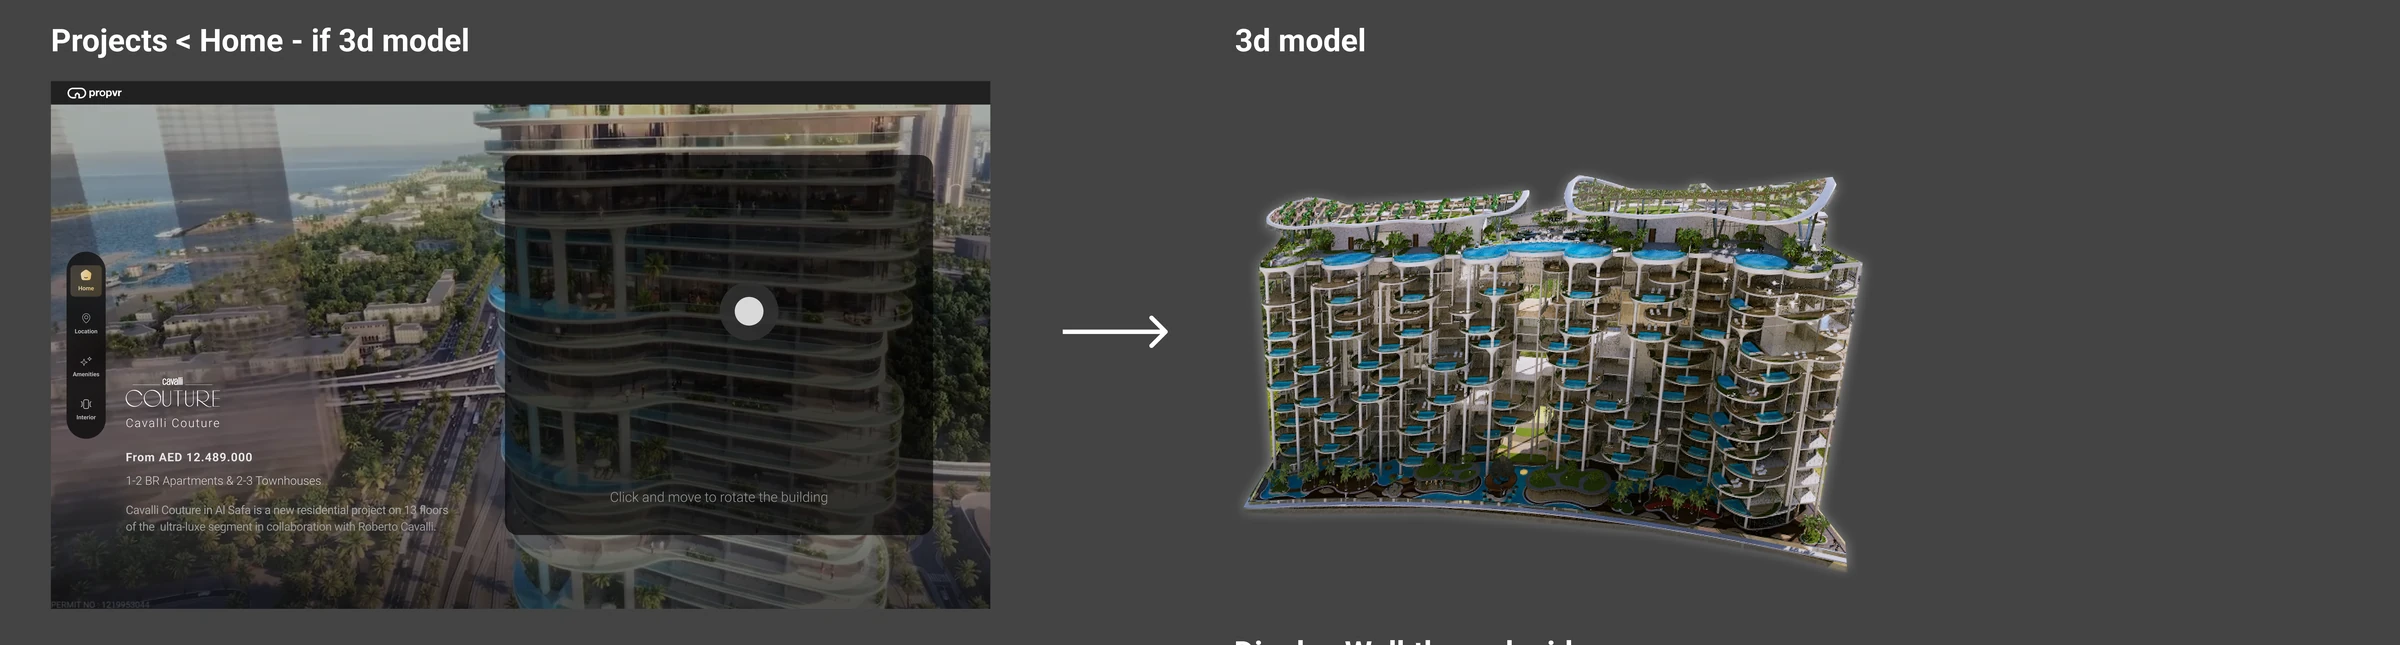 Projects < Home - if 3d model
3d model
propvr
Home
Location
Amenities
Interior
cavalli
COUTURE
Cavalli Couture
From AED 12.489.000
1-2 BR Apartments & 2-3 Townhouses
Cavalli Couture in Al Safa is a new residential project on 13 floors
of the ultra-luxe segment in collaboration with Roberto Cavalli.
Click and move to rotate the building
PERMIT NO : 1219953044